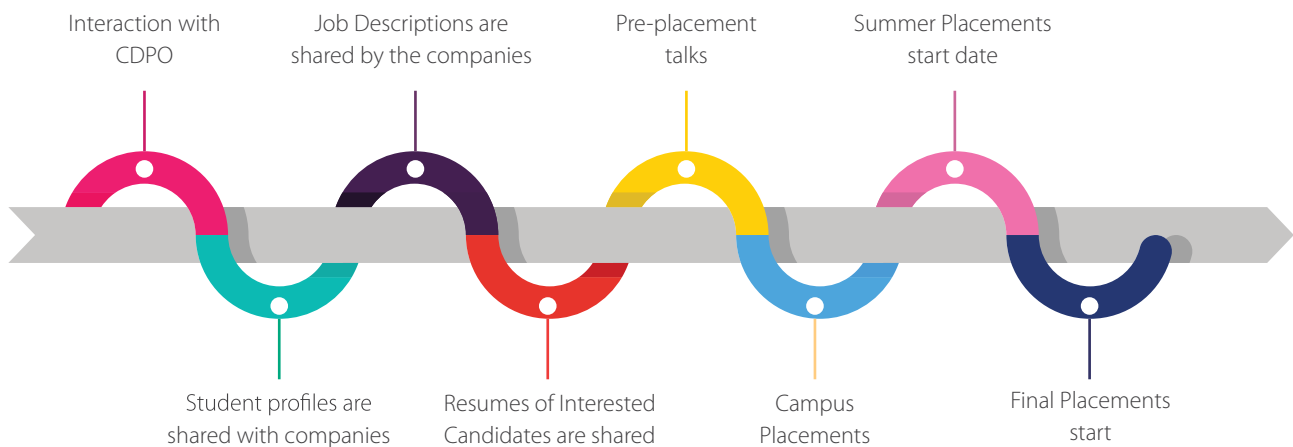 Interaction with
CDPO
Student profiles are
shared with companies
Job Descriptions are
shared by the companies
Resumes of Interested
Candidates are shared
Pre-placement
talks
Campus
Placements
Summer Placements
start date
Final Placements
start